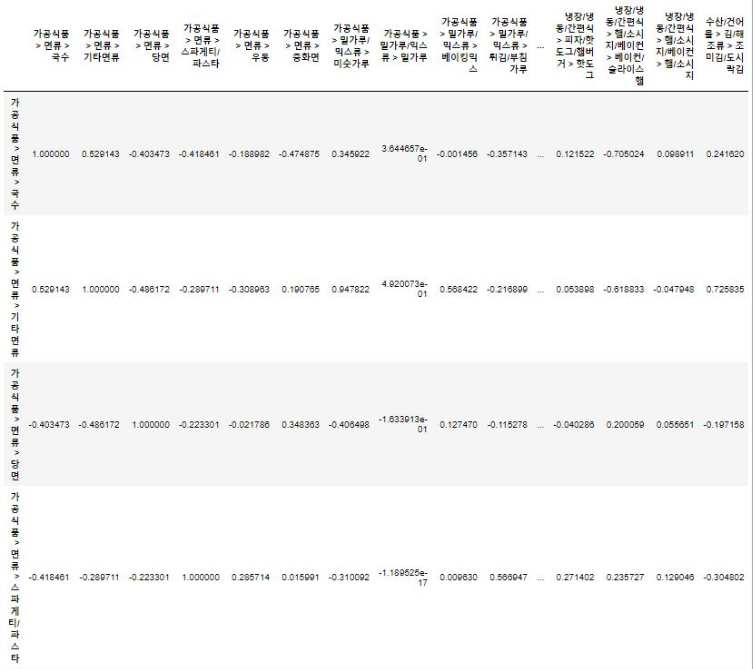 가공식품 > 면류 > 국수 가공식품 > 면류 > 기타면류 가공식품 > 면류 > 당면 가공식품 > 면류 > 스파게티/파스타 가공식품 > 면류 > 우동 가공식품 > 면류 > 중화면 가공식품 > 밀가루/믹스류 > 미숫가루 가공식품 > 밀가루/믹스류 > 밀가루 가공식품 > 밀가루/믹스류 > 베이킹믹스 가공식품 > 밀가루/믹스류 > 튀김/부침가루 ... 냉장/냉동/간편식 > 피자/핫도그/햄버거 > 핫도그 냉장/냉동/간편식 > 햄/소시지/베이컨 > 베이컨/슬라이스햄 냉장/냉동/간편식 > 햄/소시지/베이컨 > 햄/소시지 수산/건어물 > 김/해조류 > 조미김/도시락김
가공식품 > 면류 > 국수 1.000000 0.529143 -0.403473 -0.418461 -0.188982 -0.474875 0.345922 3.644657e-01 -0.001456 -0.357143 ... 0.121522 -0.705024 0.098911 0.241620
가공식품 > 면류 > 기타면류 0.529143 1.000000 -0.486172 -0.289711 -0.308963 0.190765 0.947822 4.920073e-01 0.568422 -0.216899 ... 0.053898 -0.618833 -0.047948 0.725835
가공식품 > 면류 > 당면 -0.403473 -0.486172 1.000000 -0.223301 -0.021786 0.348363 -0.406498 -1.633913e-01 0.127470 -0.115278 ... -0.040286 0.200059 0.055651 -0.197158
가공식품 > 면류 > 스파게티/파스타 -0.418461 -0.289711 -0.223301 1.000000 0.285714 0.015991 -0.310092 -1.189525e-17 0.009630 0.566947 ... 0.271402 0.235727 0.129046 -0.304802